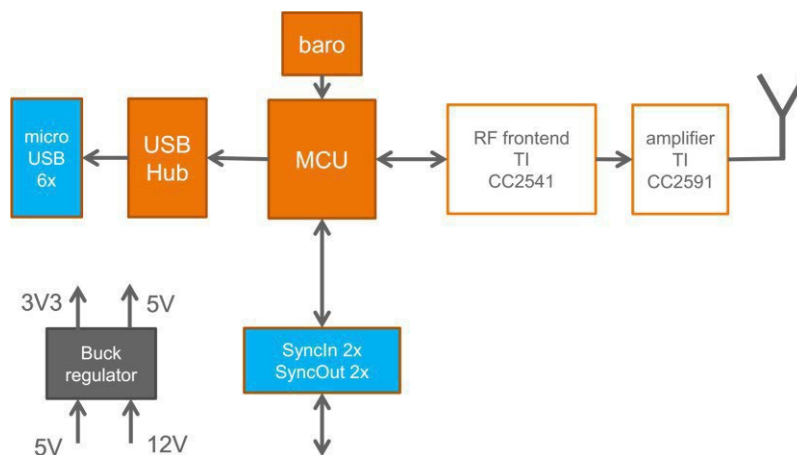 baro
micro
USB
6x
USB
Hub
MCU
RF frontend
TI
CC2541
amplifier
TI
CC2591
3V3
5V
Buck
regulator
5V
12V
SyncIn 2x
SyncOut 2x